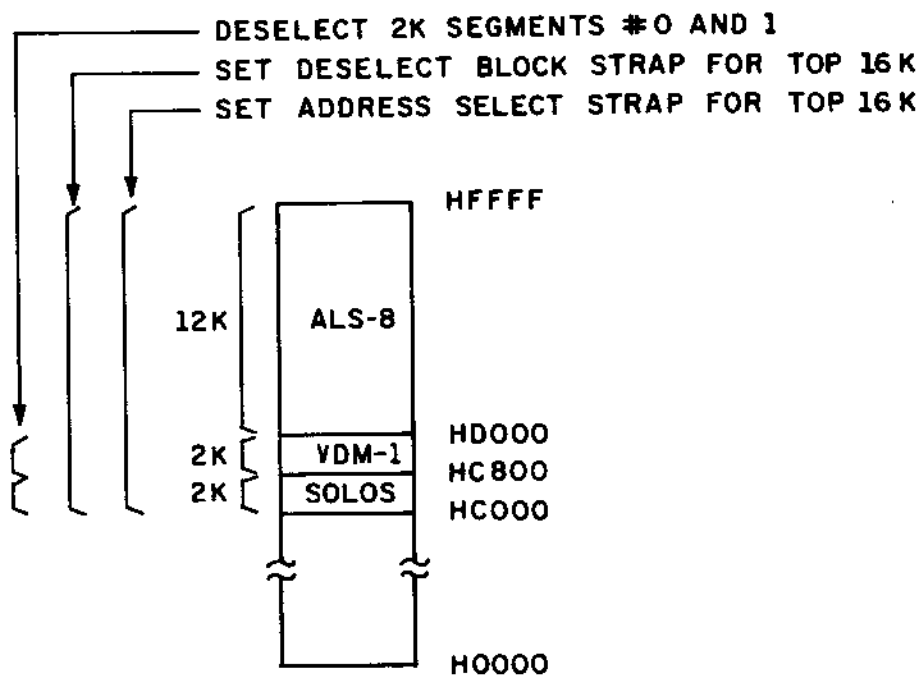 DESELECT 2K SEGMENTS #0 AND 1
SET DESELECT BLOCK STRAP FOR TOP 16K
SET ADDRESS SELECT STRAP FOR TOP 16K
HFFFF
12K
ALS-8
HD000
2K
VDM-1
HC800
2K
SOLOS
HC000
H0000